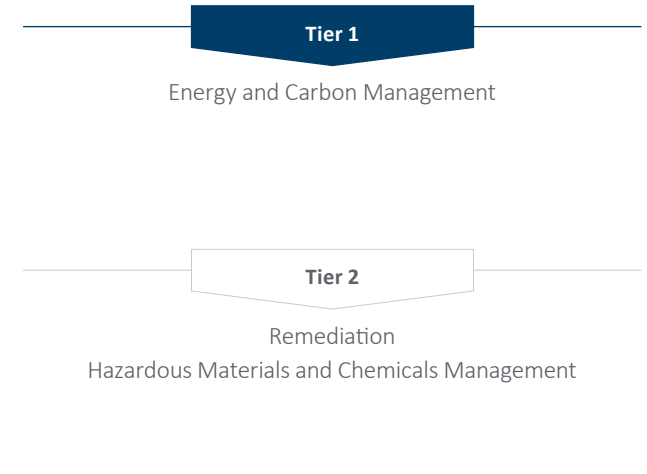 Tier 1
Energy and Carbon Management
Tier 2
Remediation
Hazardous Materials and Chemicals Management